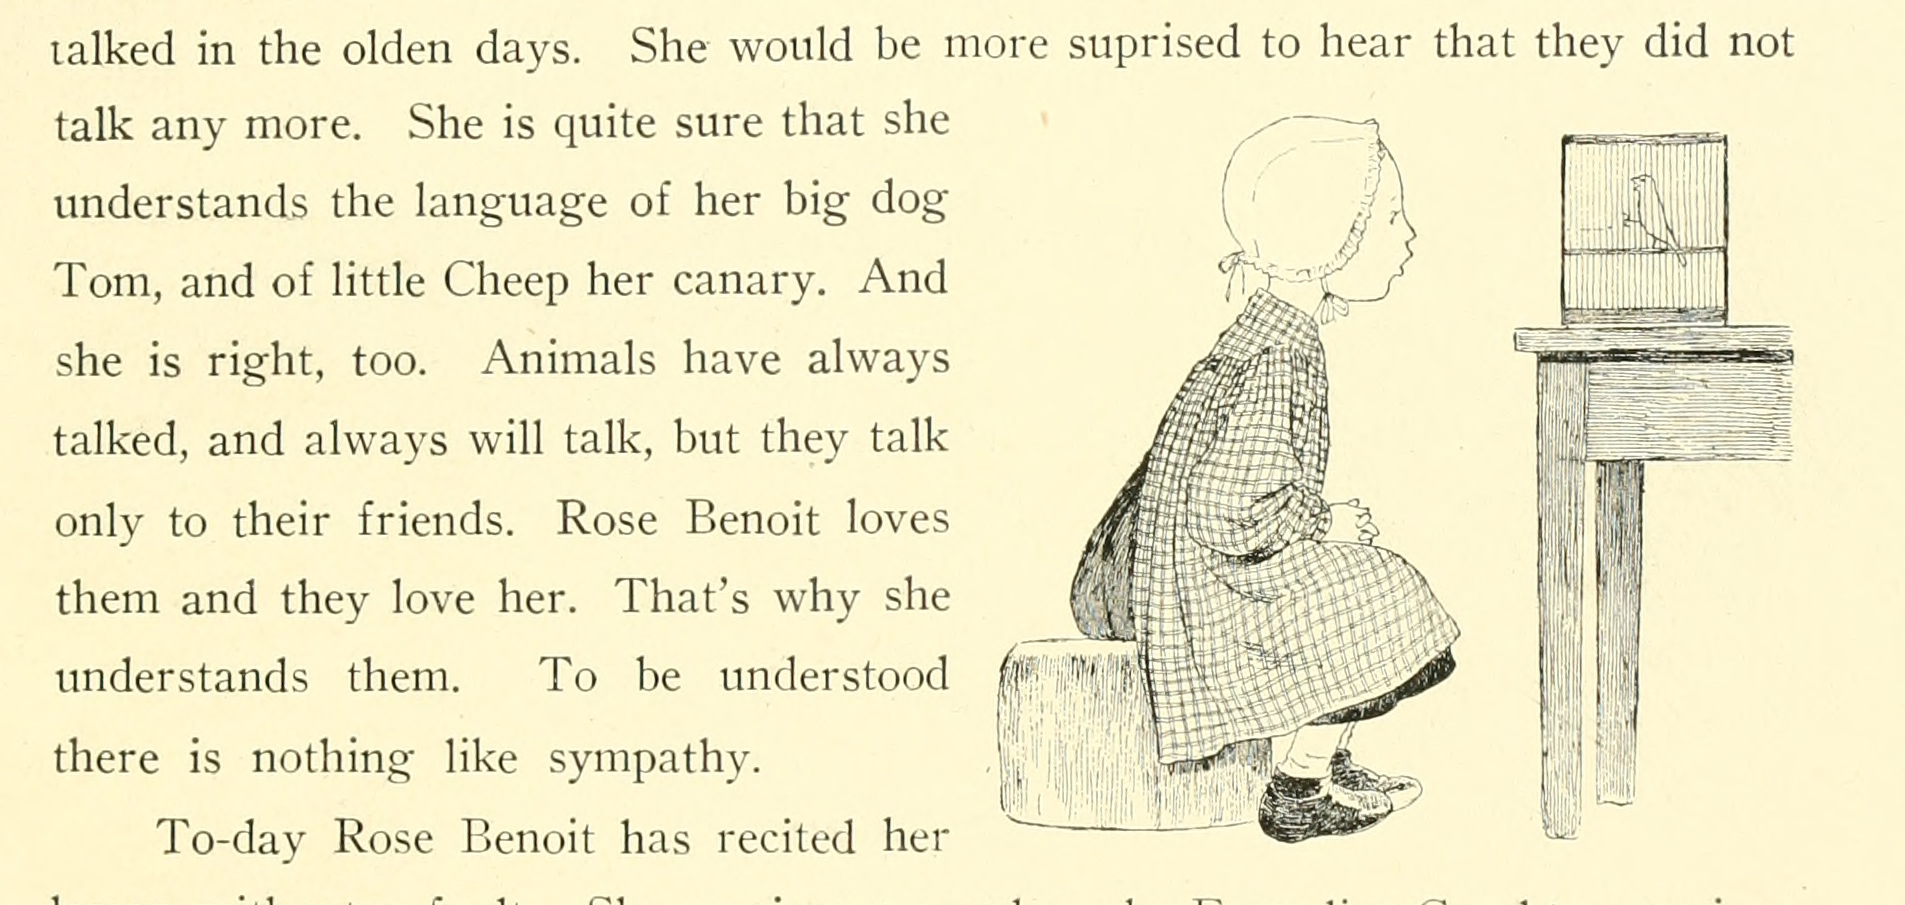 talked in the olden days. She would be more suprised to hear that they did not
talk any more. She is quite sure that she
understands the language of her big dog
Tom, and of little Cheep her canary. And
she is right, too. Animals have always
talked, and always will talk, but they talk
only to their friends. Rose Benoit loves
them and they love her. That's why she
understands them. To be understood
there is nothing like sympathy.
To-day Rose Benoit has recited her